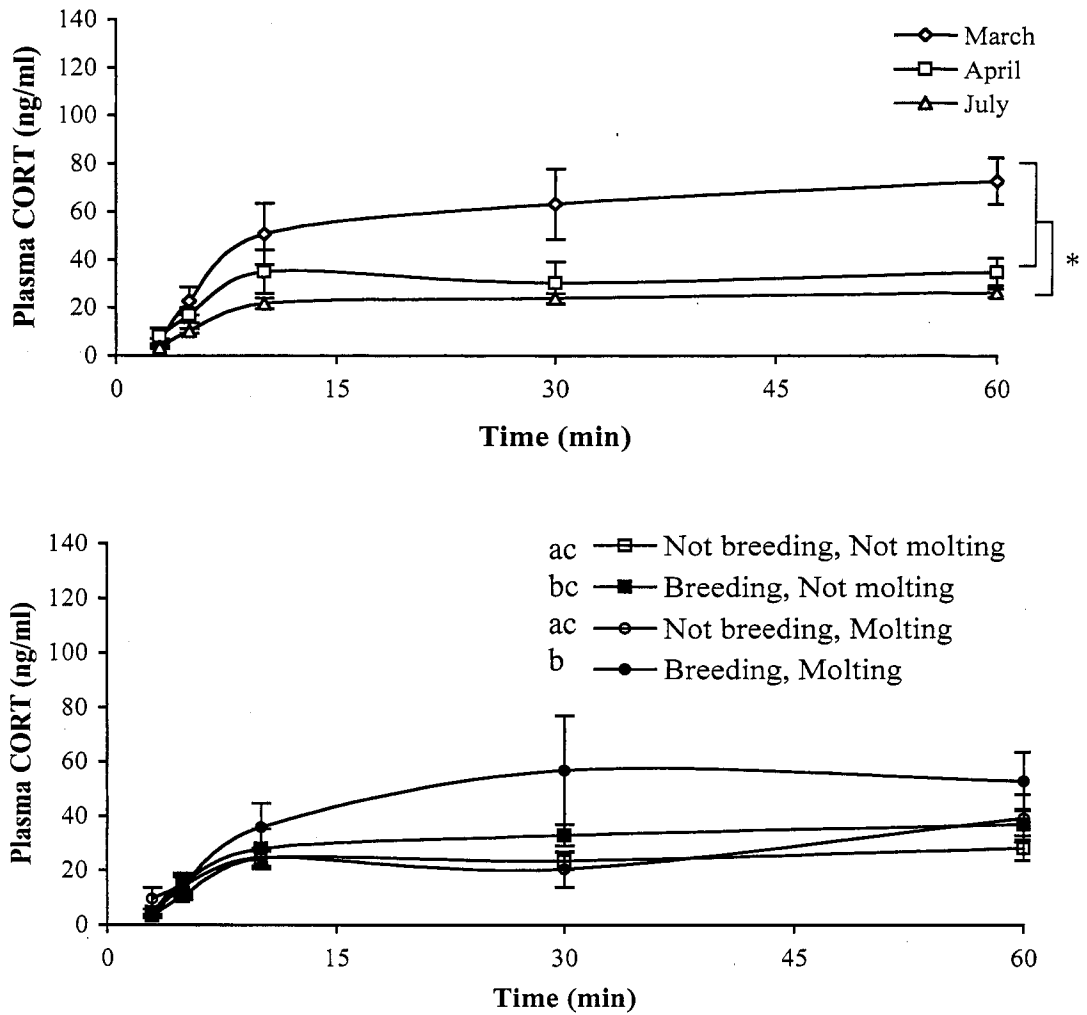 140
120
100
80
60
40
20
0
Plasma CORT (ng/ml)
March
April
July
*
0 15 30 45 60
Time (min)
140
120
100
80
60
40
20
0
Plasma CORT (ng/ml)
ac Not breeding, Not molting
bc Breeding, Not molting
ac Not breeding, Molting
b Breeding, Molting
0 15 30 45 60
Time (min)